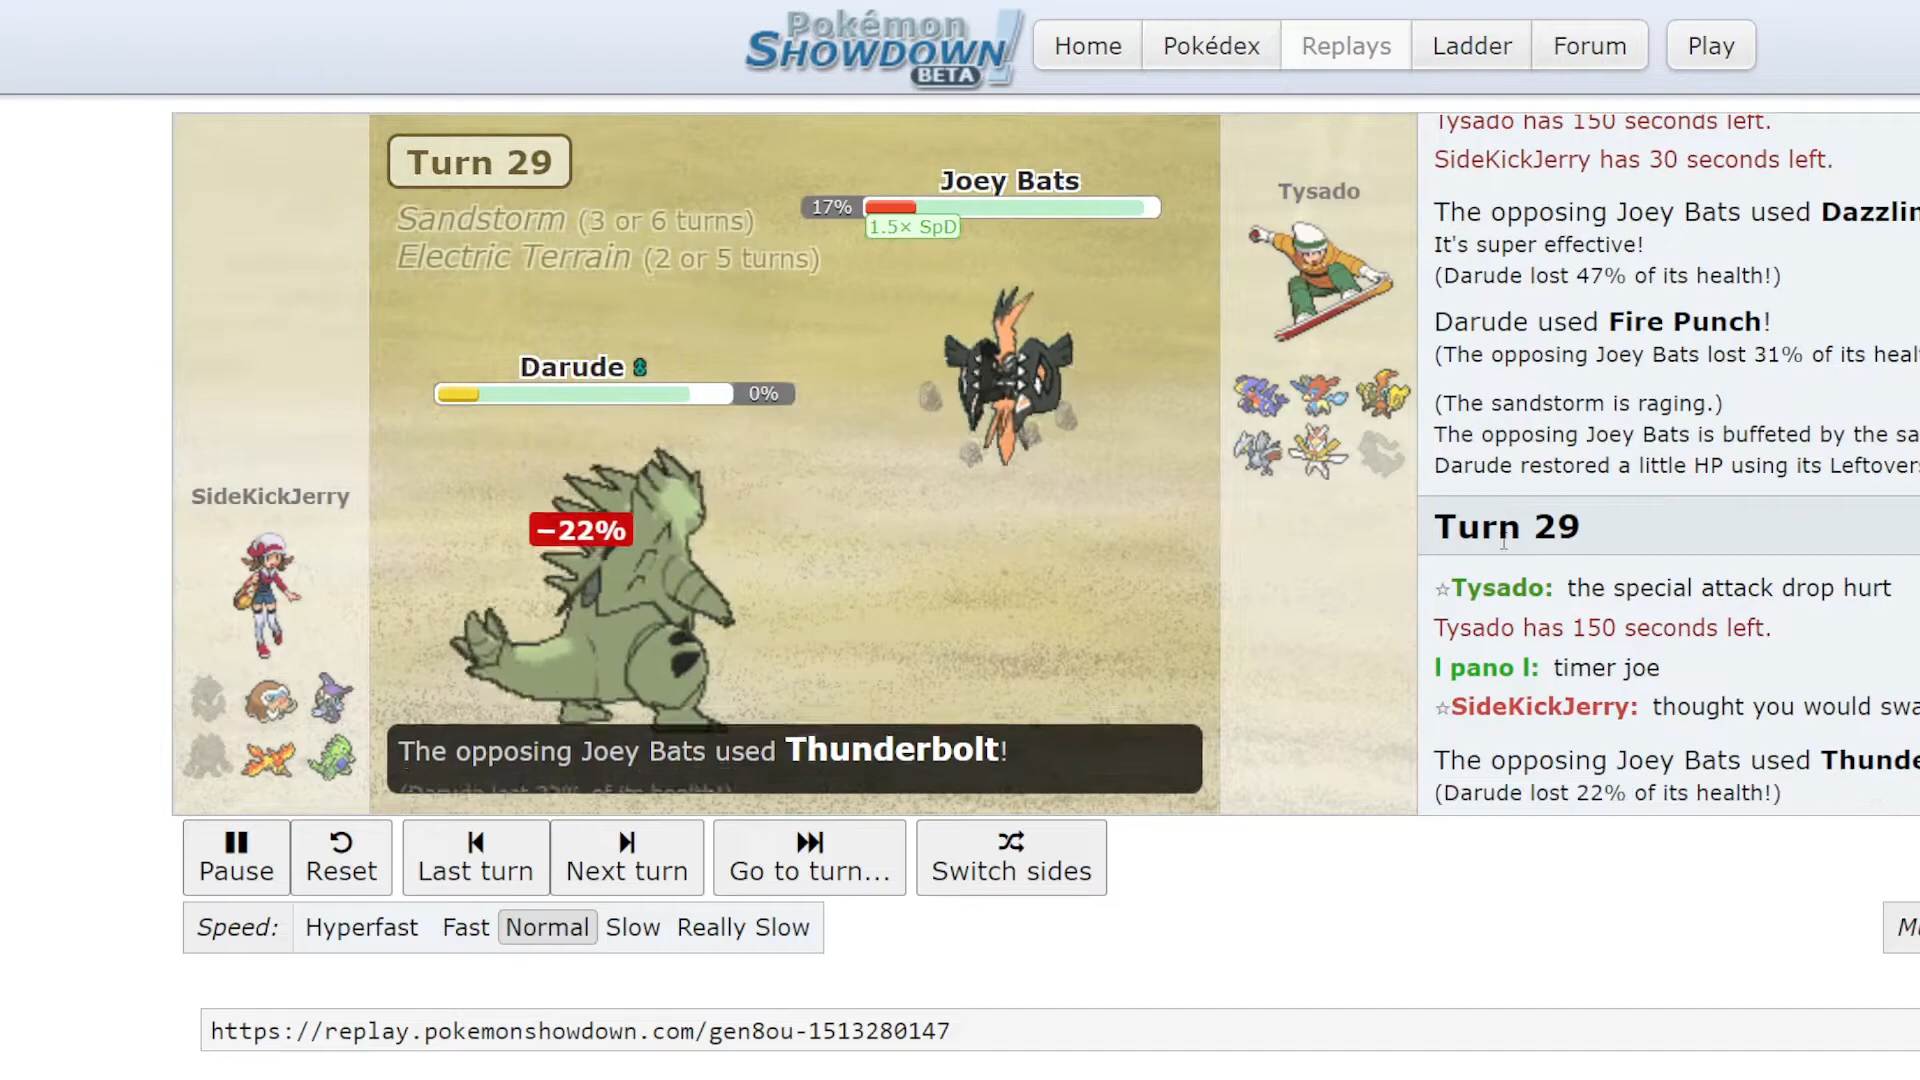 Pokémon
SHOWDOWN!
BETA
Home
Pokédex
Replays
Ladder
Forum
Play
Turn 29
Sandstorm (3 or 6 turns)
Electric Terrain (2 or 5 turns)
Joey Bats
17%
1.5× SpD
Darude
0%
−22%
The opposing Joey Bats used Thunderbolt!
(Darude lost 22% of its health!)
SideKickJerry
Tysado
Tysado has 150 seconds left.
SideKickJerry has 30 seconds left.
The opposing Joey Bats used Dazzlin
It's super effective!
(Darude lost 47% of its health!)
Darude used Fire Punch!
(The opposing Joey Bats lost 31% of its heal
(The sandstorm is raging.)
The opposing Joey Bats is buffeted by the sa
Darude restored a little HP using its Leftovers
Turn 29
☆Tysado: the special attack drop hurt
Tysado has 150 seconds left.
l pano l: timer joe
☆SideKickJerry: thought you would swa
The opposing Joey Bats used Thunde
(Darude lost 22% of its health!)
Pause
Reset
Last turn
Next turn
Go to turn...
Switch sides
Speed: Hyperfast Fast Normal Slow Really Slow
https://replay.pokemonshowdown.com/gen8ou-1513280147